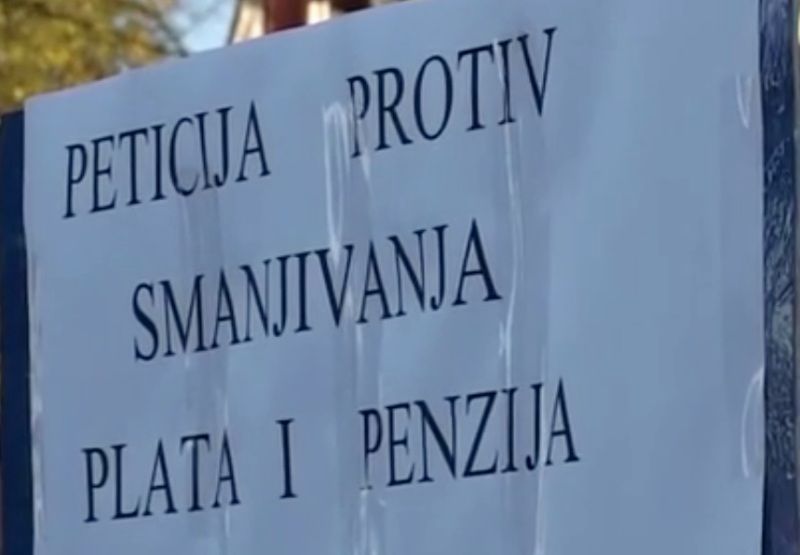 PETICIJA PROTIV
SMANJIVANJA
PLATA I PENZIJA